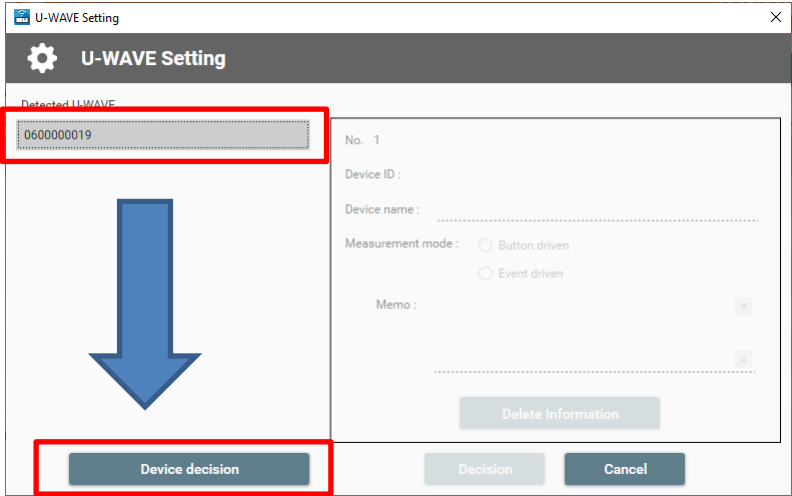 U-WAVE Setting
U-WAVE Setting
Detected U-WAVE
0600000019
No. 1
Device ID :
Device name :
Measurement mode :
Button driven
Event driven
Memo :
Delete Information
Device decision
Decision
Cancel